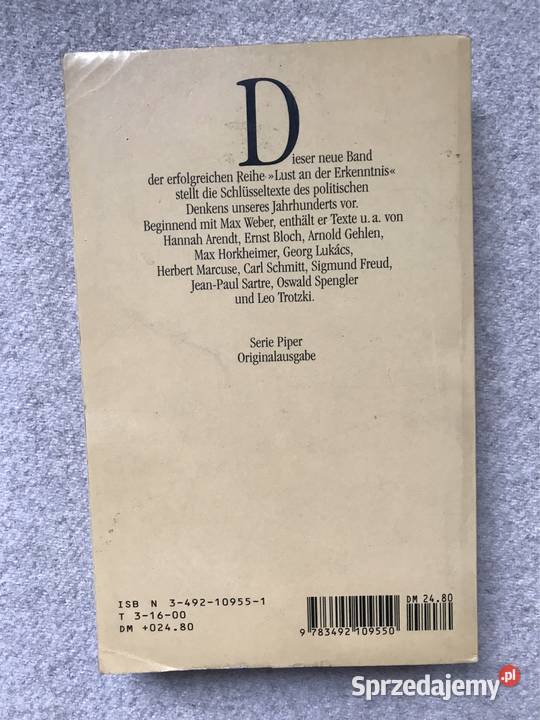 Dieser neue Band
der erfolgreichen Reihe »Lust an der Erkenntnis«
stellt die Schlüsseltexte des politischen
Denkens unseres Jahrhunderts vor.
Beginnend mit Max Weber, enthält er Texte u. a. von
Hannah Arendt, Ernst Bloch, Arnold Gehlen,
Max Horkheimer, Georg Lukács,
Herbert Marcuse, Carl Schmitt, Sigmund Freud,
Jean-Paul Sartre, Oswald Spengler
und Leo Trotzki.
Serie Piper
Originalausgabe
ISB N 3-492-10955-1
T 3-16-00
DM +024.80
DM 24.80
9 783492 109550
Sprzedajemy.pl